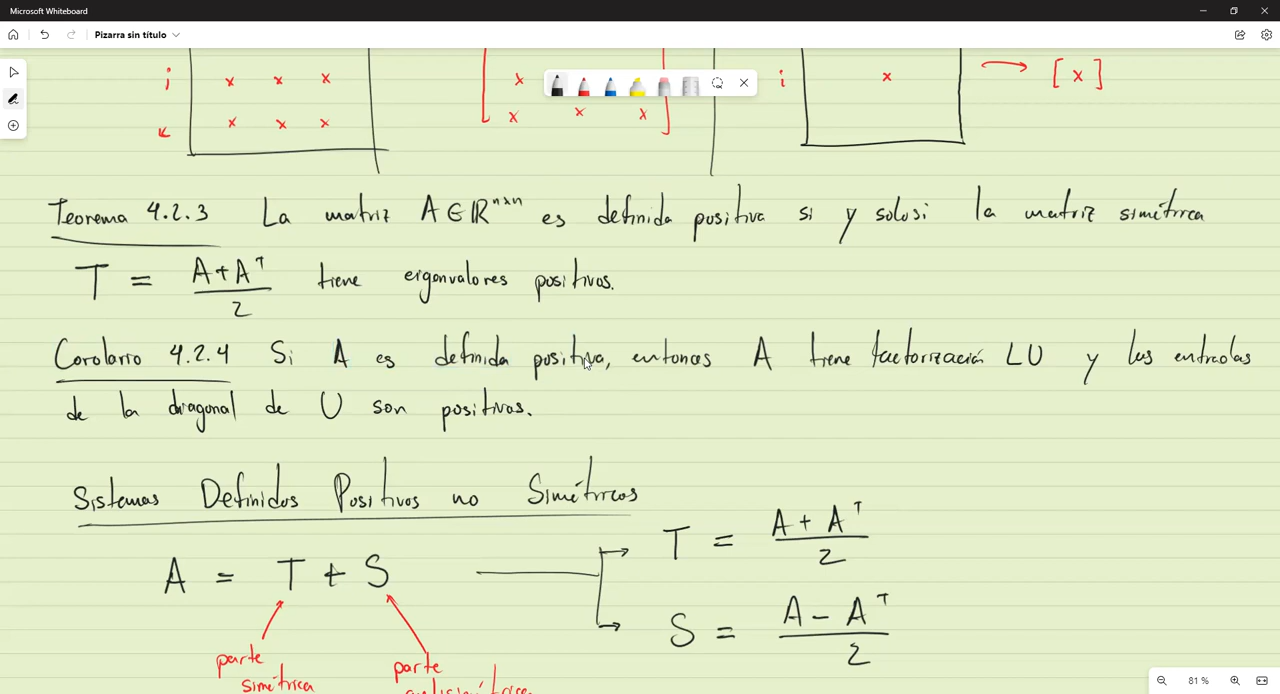 Microsoft Whiteboard
Pizarra sin título
i x x x x i x → [x]
x x x x x x
Teorema 4.2.3 La matriz A∈ℝⁿˣⁿ es definida positiva si y solo si la matriz simétrica
T = (A+Aᵀ)/2 tiene eigenvalores positivos.
Corolario 4.2.4 Si A es definida positiva, entonces A tiene factorización LU y las entradas
de la diagonal de U son positivas.
Sistemas Definidos Positivos no Simétricos
T = (A + Aᵀ)/2
A = T + S
S = (A - Aᵀ)/2
parte parte
simétrica
81 %